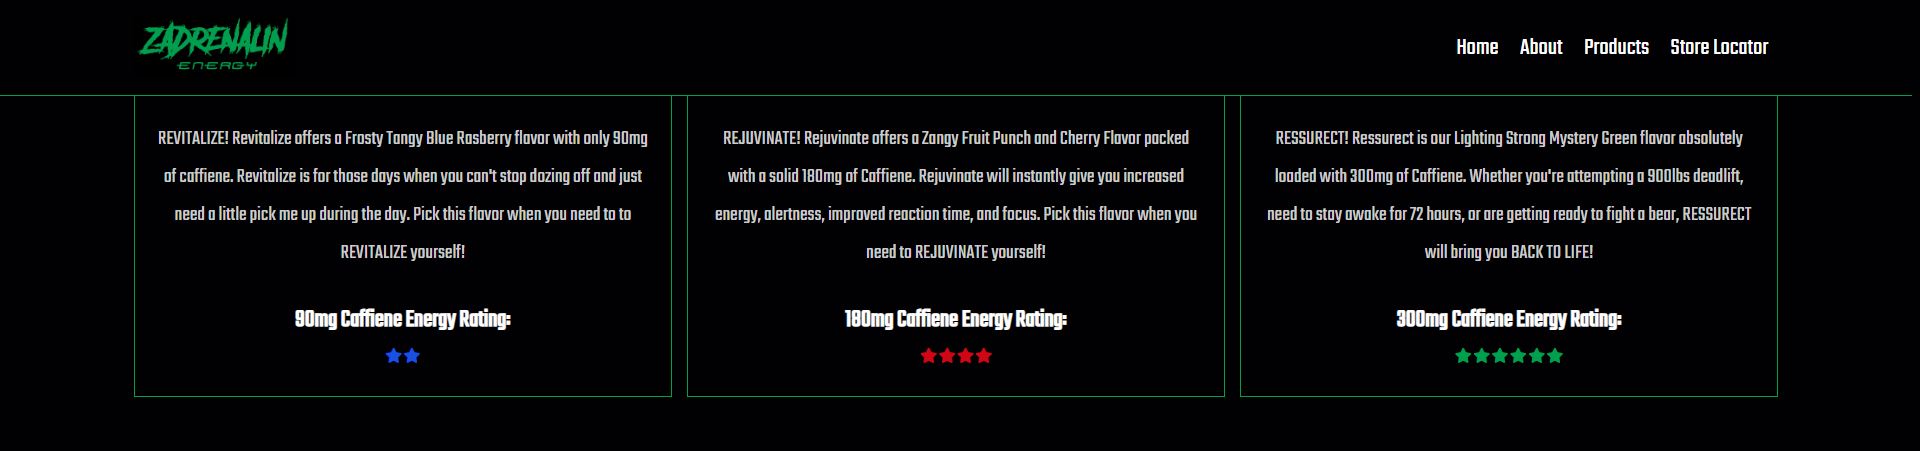 ZADRENALIN
ENERGY
Home About Products Store Locator
REVITALIZE! Revitalize offers a Frosty Tangy Blue Rasberry flavor with only 90mg
of caffiene. Revitalize is for those days when you can't stop dozing off and just
need a little pick me up during the day. Pick this flavor when you need to to
REVITALIZE yourself!
90mg Caffiene Energy Rating:
REJUVINATE! Rejuvinate offers a Zangy Fruit Punch and Cherry Flavor packed
with a solid 180mg of Caffiene. Rejuvinate will instantly give you increased
energy, alertness, improved reaction time, and focus. Pick this flavor when you
need to REJUVINATE yourself!
180mg Caffiene Energy Rating:
RESSURECT! Ressurect is our Lighting Strong Mystery Green flavor absolutely
loaded with 300mg of Caffiene. Whether you're attempting a 900lbs deadlift,
need to stay awake for 72 hours, or are getting ready to fight a bear, RESSURECT
will bring you BACK TO LIFE!
300mg Caffiene Energy Rating: